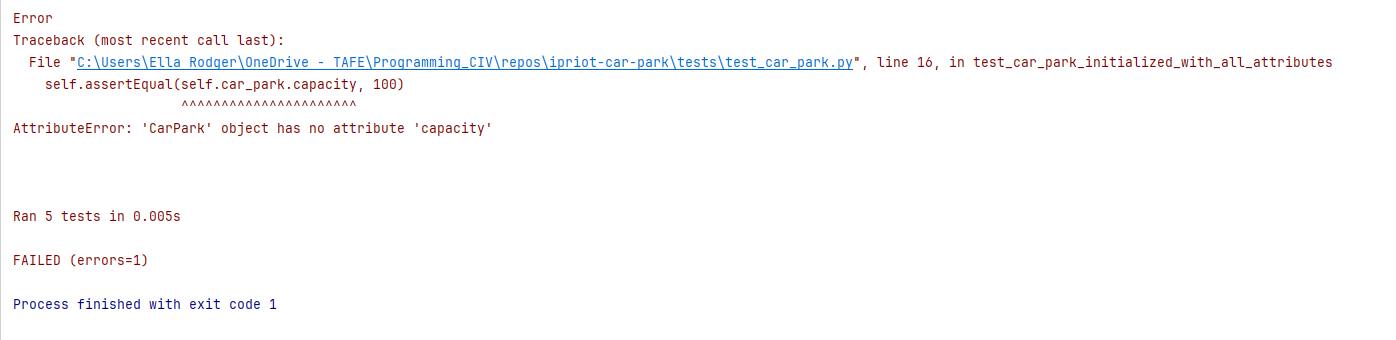 Error
Traceback (most recent call last):
  File "C:\Users\Ella Rodger\OneDrive - TAFE\Programming_CIV\repos\ipriot-car-park\tests\test_car_park.py", line 16, in test_car_park_initialized_with_all_attributes
    self.assertEqual(self.car_park.capacity, 100)
                     ^^^^^^^^^^^^^^^^^^^^^^
AttributeError: 'CarPark' object has no attribute 'capacity'
Ran 5 tests in 0.005s
FAILED (errors=1)
Process finished with exit code 1